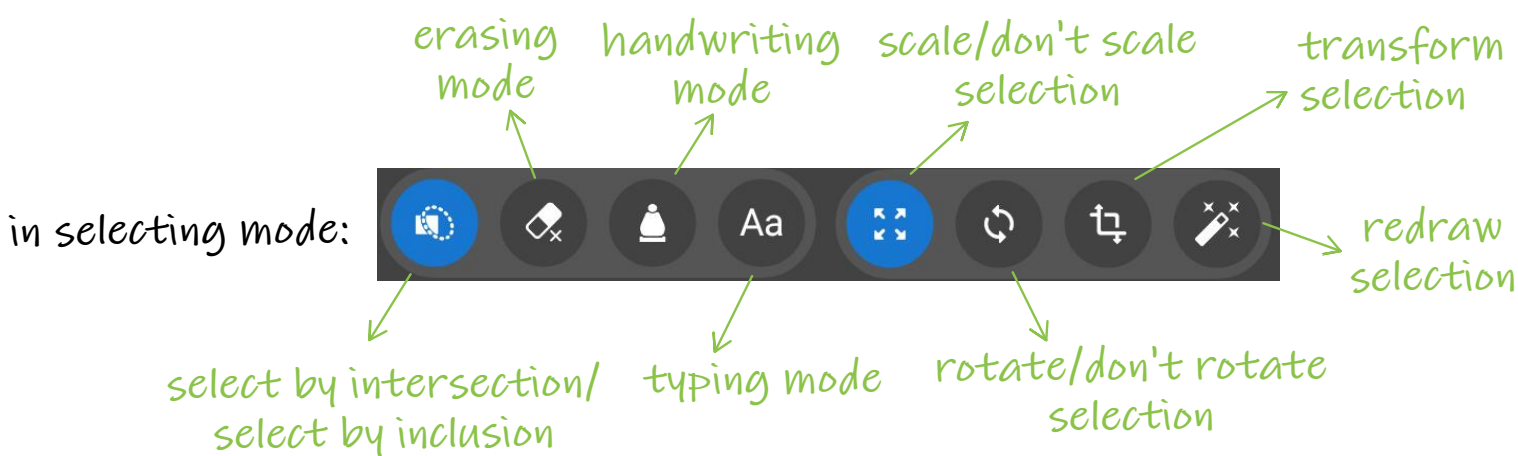 erasing
mode
handwriting
mode
scale/don't scale
selection
transform
selection
in selecting mode:
Aa
redraw
selection
select by intersection/
select by inclusion
typing mode
rotate/don't rotate
selection